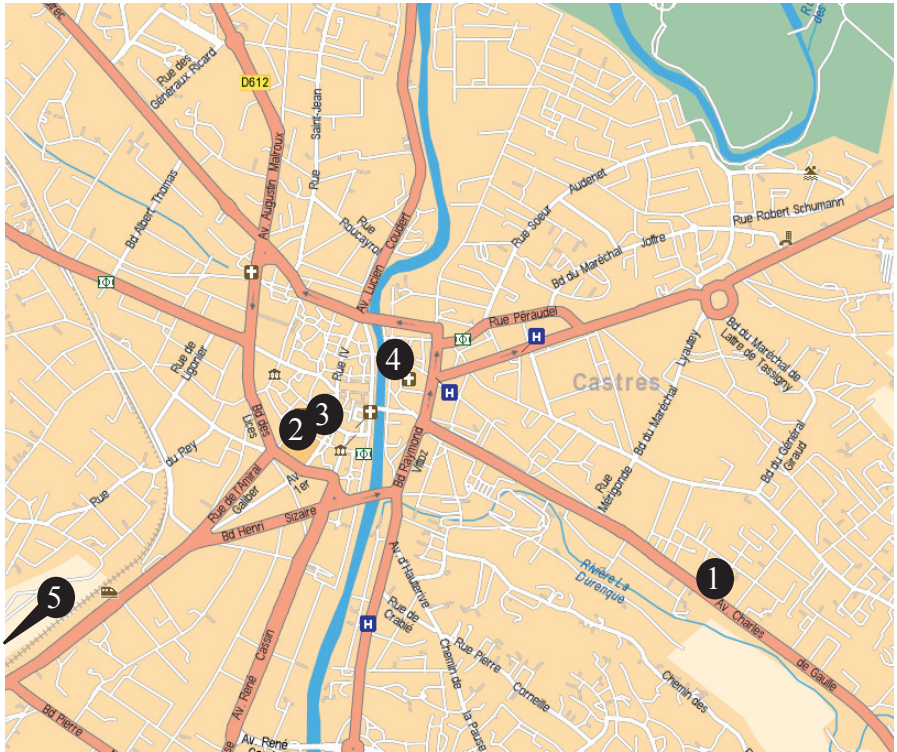 D612
Rue des
Généraux Ricard
Rue
Saint-Jean
Av. Augustin Malroux
Bd Albert Thomas
Rue
Roucayrol
Av. Lucien Coudert
Rue Soeur Audenet
Rue Robert Schumann
Bd du Maréchal Joffre
Rue Péraudel
H
Rue de
Ligonier
Rue IV
4
H
Castres
Bd du Maréchal Lyautey
Bd du Maréchal de
Lattre de Tassigny
Bd des
Lices
2
3
Bd Raymond
Vittoz
Rue du Rey
Rue de l'Amiral
Galiber
Av.
1er
Bd Henri Sizaire
Rue
Mérigonde
Bd du Général
Giraud
1
Rivière La
Durenque
Av. Charles
de Gaulle
5
Av. d'Hauterive
Rue de
Crabié
H
Av. René Cassin
Rue Pierre
Corneille
Chemin de
la Pause
Chemin des
Bd Pierre
Av. René